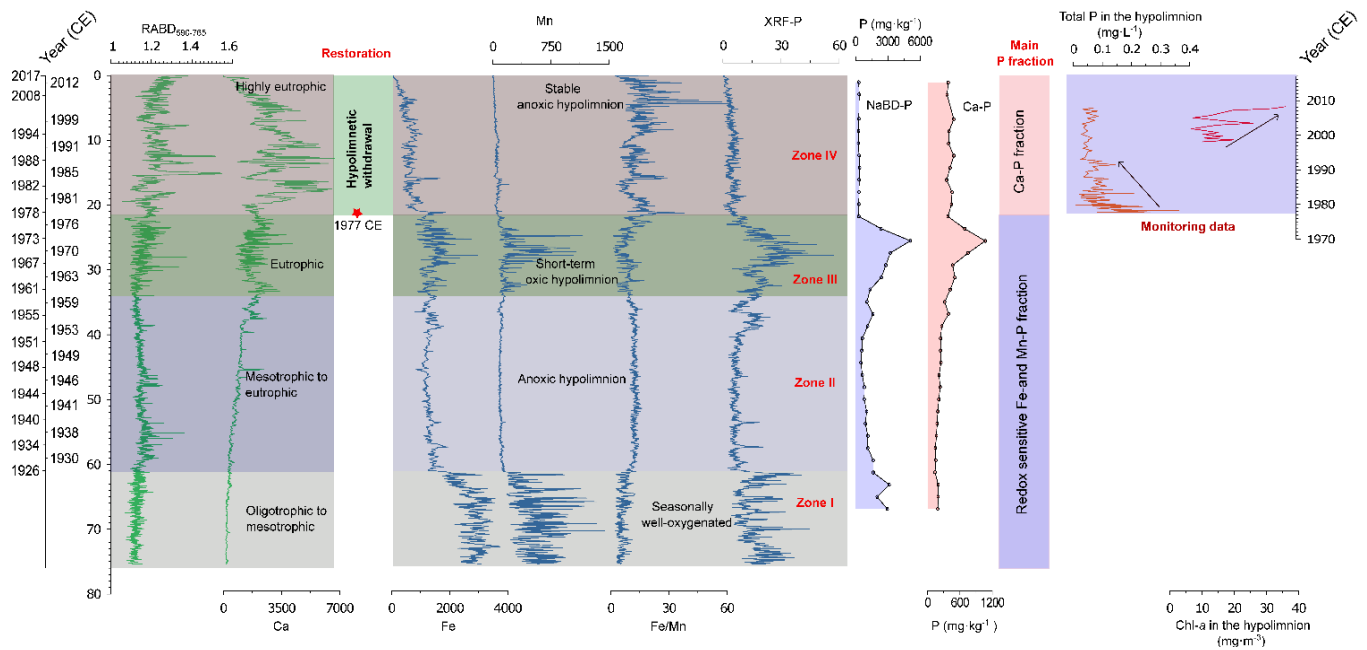 RABD590-765
Mn
XRF-P
P (mg·kg-1)
Total P in the hypolimnion
(mg·L-1)
Year (CE)
1 1.2 1.4 1.6
Restoration
0 750 1500
0 30 60
0 3000 6000
Main
P fraction
0 0.1 0.2 0.3 0.4
Year (CE)
2017
2012
2008
1999
1994
1991
1988
1985
1982
1981
1978
1976
1973
1970
1967
1963
1961
1959
1955
1953
1951
1949
1948
1946
1944
1941
1940
1938
1934
1930
1926
0
10
20
30
40
50
60
70
80
Highly eutrophic
Eutrophic
Mesotrophic to
eutrophic
Oligotrophic to
mesotrophic
Hypolimnetic
withdrawal
1977 CE
Stable
anoxic hypolimnion
Zone IV
Short-term
oxic hypolimnion
Zone III
Anoxic hypolimnion
Zone II
Zone I
Seasonally
well-oxygenated
NaBD-P
Ca-P
Ca-P fraction
Redox sensitive Fe-and Mn-P fraction
2010
2000
1990
1980
1970
Monitoring data
0 3500 7000
Ca
0 2000 4000
Fe
0 30 60
Fe/Mn
0 600 1200
P (mg·kg-1)
0 10 20 30 40
Chl-a in the hypolimnion
(mg·m-3)